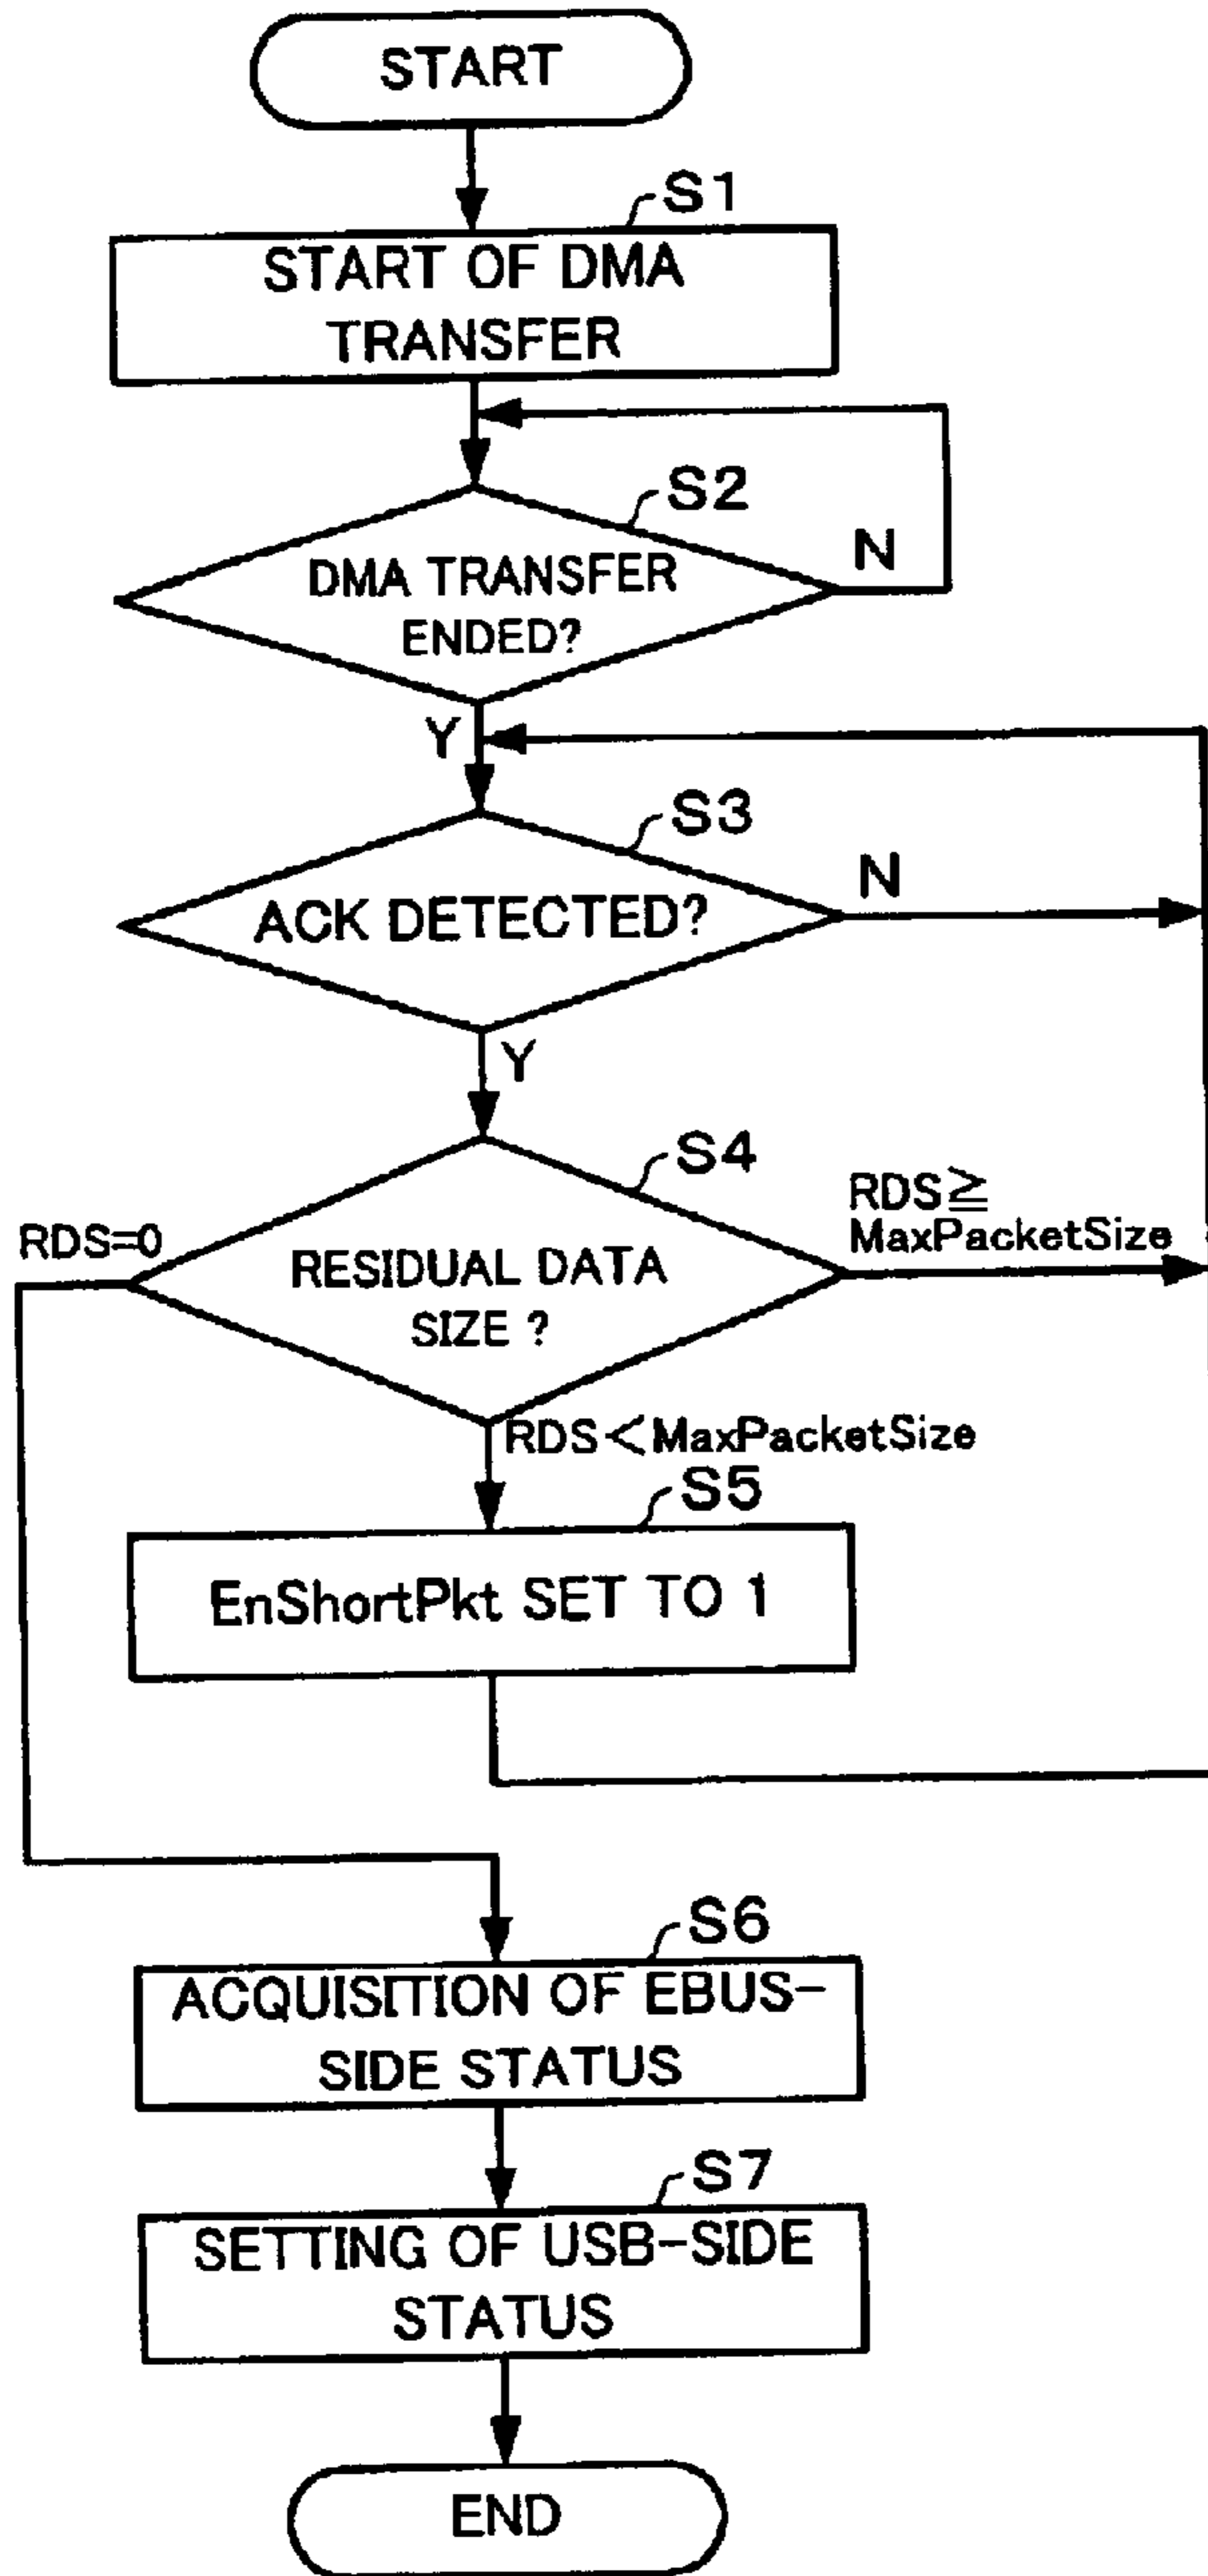 START
S1
START OF DMA
TRANSFER
S2
DMA TRANSFER
ENDED?
N
Y
S3
ACK DETECTED?
N
Y
S4
RDS=0
RESIDUAL DATA
SIZE ?
RDS≧
MaxPacketSize
RDS<MaxPacketSize
S5
EnShortPkt SET TO 1
S6
ACQUISITION OF EBUS-
SIDE STATUS
S7
SETTING OF USB-SIDE
STATUS
END